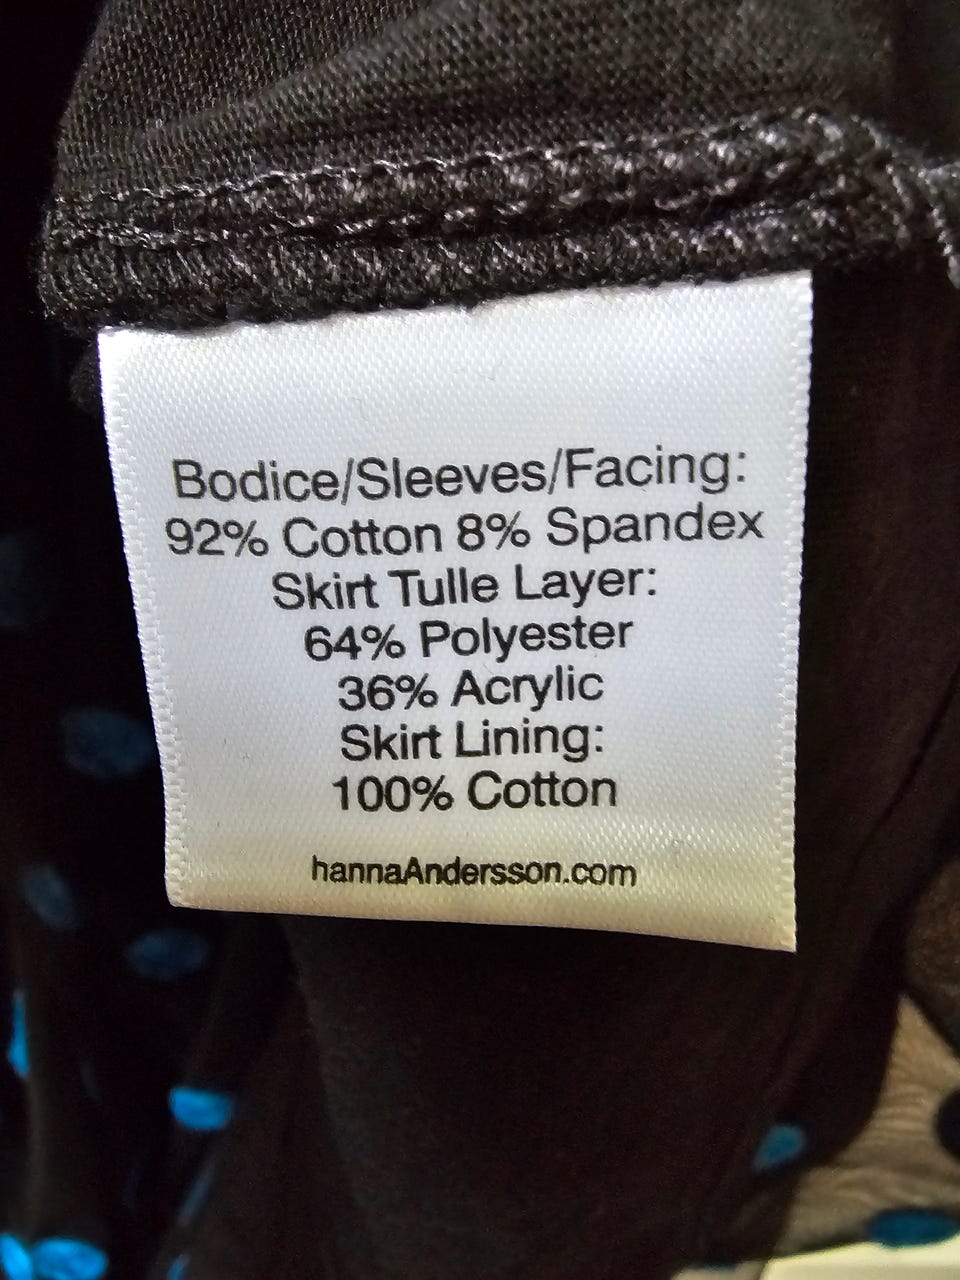 Bodice/Sleeves/Facing:
92% Cotton 8% Spandex
Skirt Tulle Layer:
64% Polyester
36% Acrylic
Skirt Lining:
100% Cotton
hannaAndersson.com